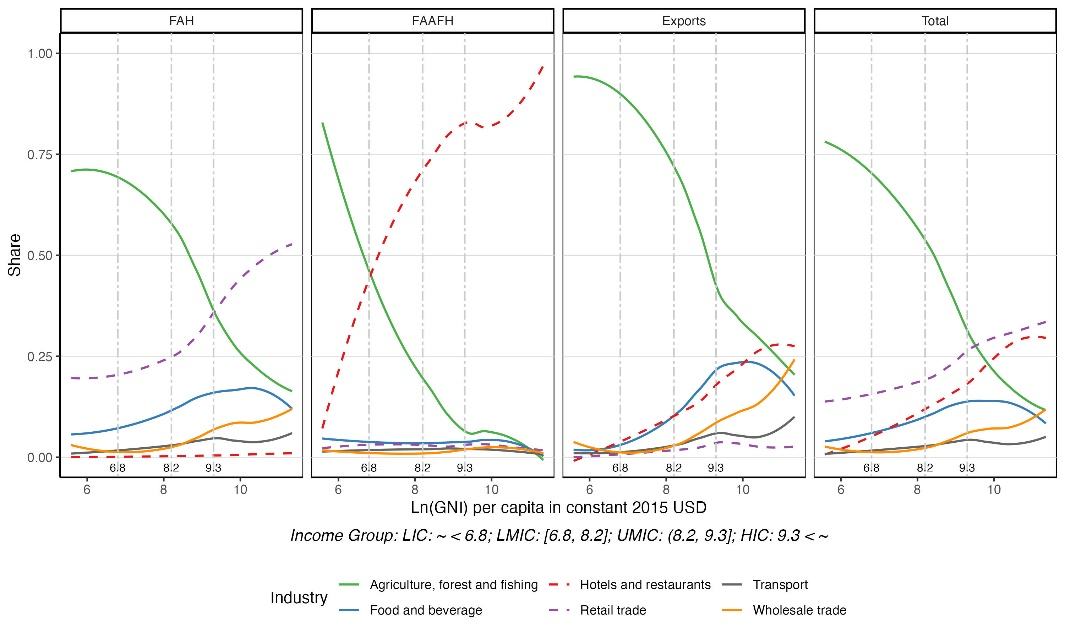 FAH FAAFH Exports Total
1.00
0.75
0.50
0.25
0.00
Share
6.8 8.2 9.3 6.8 8.2 9.3 6.8 8.2 9.3 6.8 8.2 9.3
6 8 10 6 8 10 6 8 10 6 8 10
Ln(GNI) per capita in constant 2015 USD
Income Group: LIC: ~ < 6.8; LMIC: [6.8, 8.2]; UMIC: (8.2, 9.3]; HIC: 9.3 < ~
Industry
Agriculture, forest and fishing Hotels and restaurants Transport
Food and beverage Retail trade Wholesale trade